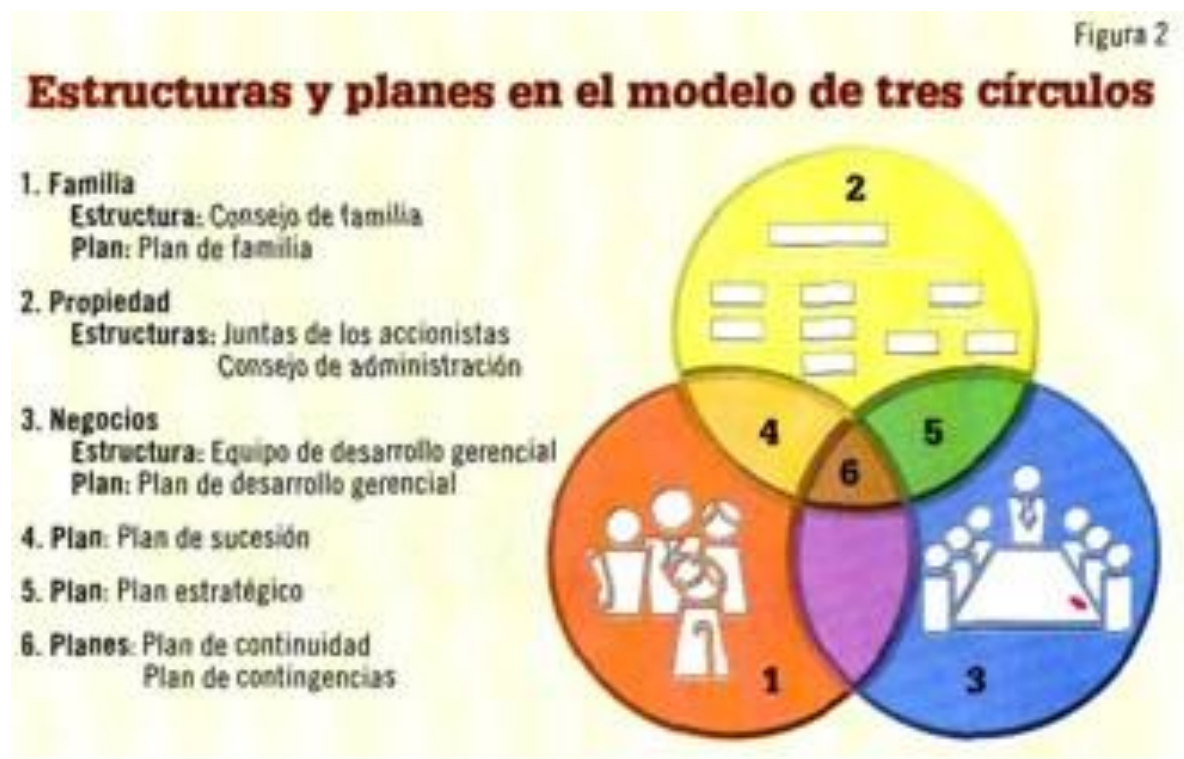 Figura 2
Estructuras y planes en el modelo de tres círculos
1. Familia
Estructura: Consejo de familia
Plan: Plan de familia
2. Propiedad
Estructuras: Juntas de los accionistas
Consejo de administración
3. Negocios
Estructura: Equipo de desarrollo gerencial
Plan: Plan de desarrollo gerencial
4. Plan: Plan de sucesión
5. Plan: Plan estratégico
6. Planes: Plan de continuidad
Plan de contingencias
2
4
5
6
1
3